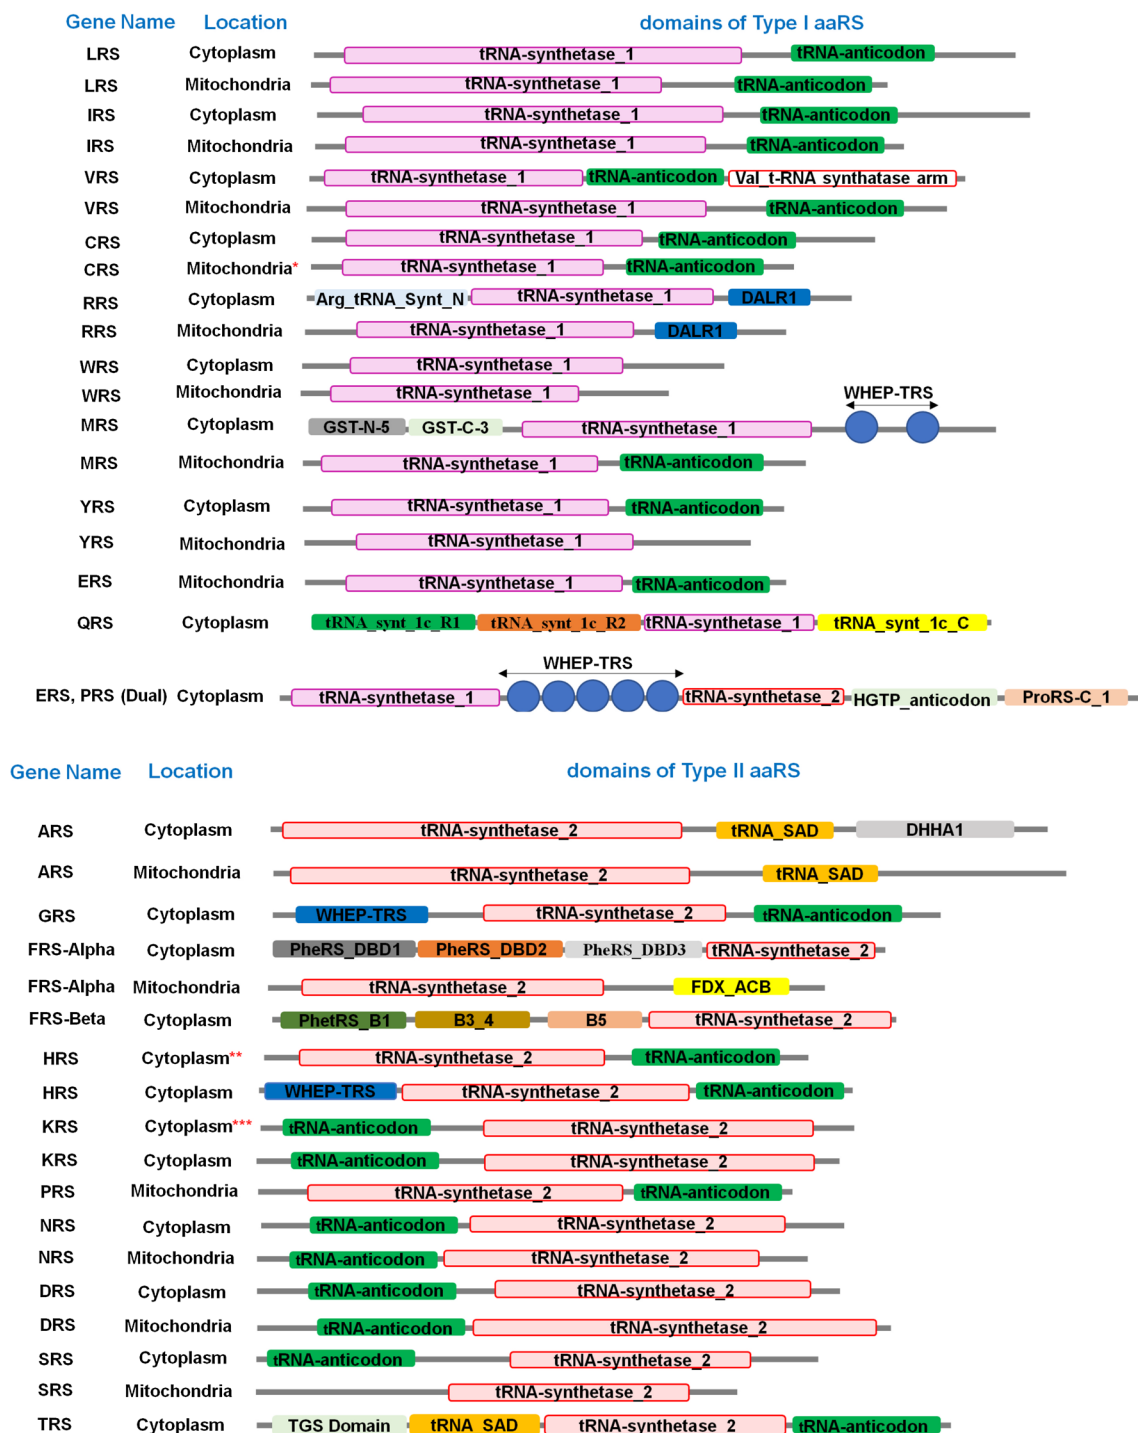 Gene Name Location domains of Type I aaRS
LRS Cytoplasm tRNA-synthetase_1 tRNA-anticodon
LRS Mitochondria tRNA-synthetase_1 tRNA-anticodon
IRS Cytoplasm tRNA-synthetase_1 tRNA-anticodon
IRS Mitochondria tRNA-synthetase_1 tRNA-anticodon
VRS Cytoplasm tRNA-synthetase_1 tRNA-anticodon Val_t-RNA synthatase arm
VRS Mitochondria tRNA-synthetase_1 tRNA-anticodon
CRS Cytoplasm tRNA-synthetase_1 tRNA-anticodon
CRS Mitochondria* tRNA-synthetase_1 tRNA-anticodon
RRS Cytoplasm Arg_tRNA_Synt_N tRNA-synthetase_1 DALR1
RRS Mitochondria tRNA-synthetase_1 DALR1
WRS Cytoplasm tRNA-synthetase_1
WRS Mitochondria tRNA-synthetase_1
WHEP-TRS
MRS Cytoplasm GST-N-5 GST-C-3 tRNA-synthetase_1
MRS Mitochondria tRNA-synthetase_1 tRNA-anticodon
YRS Cytoplasm tRNA-synthetase_1 tRNA-anticodon
YRS Mitochondria tRNA-synthetase_1
ERS Mitochondria tRNA-synthetase_1 tRNA-anticodon
QRS Cytoplasm tRNA_synt_1c_R1 tRNA_synt_1c_R2 tRNA-synthetase_1 tRNA_synt_1c_C
WHEP-TRS
ERS, PRS (Dual) Cytoplasm tRNA-synthetase_1 tRNA-synthetase_2 HGTP_anticodon ProRS-C_1
Gene Name Location domains of Type II aaRS
ARS Cytoplasm tRNA-synthetase_2 tRNA_SAD DHHA1
ARS Mitochondria tRNA-synthetase_2 tRNA_SAD
GRS Cytoplasm WHEP-TRS tRNA-synthetase_2 tRNA-anticodon
FRS-Alpha Cytoplasm PheRS_DBD1 PheRS_DBD2 PheRS_DBD3 tRNA-synthetase_2
FRS-Alpha Mitochondria tRNA-synthetase_2 FDX_ACB
FRS-Beta Cytoplasm PhetRS_B1 B3_4 B5 tRNA-synthetase_2
HRS Cytoplasm** tRNA-synthetase_2 tRNA-anticodon
HRS Cytoplasm WHEP-TRS tRNA-synthetase_2 tRNA-anticodon
KRS Cytoplasm*** tRNA-anticodon tRNA-synthetase_2
KRS Cytoplasm tRNA-anticodon tRNA-synthetase_2
PRS Mitochondria tRNA-synthetase_2 tRNA-anticodon
NRS Cytoplasm tRNA-anticodon tRNA-synthetase_2
NRS Mitochondria tRNA-anticodon tRNA-synthetase_2
DRS Cytoplasm tRNA-anticodon tRNA-synthetase_2
DRS Mitochondria tRNA-anticodon tRNA-synthetase_2
SRS Cytoplasm tRNA-anticodon tRNA-synthetase_2
SRS Mitochondria tRNA-synthetase_2
TRS Cytoplasm TGS Domain tRNA_SAD tRNA-synthetase_2 tRNA-anticodon